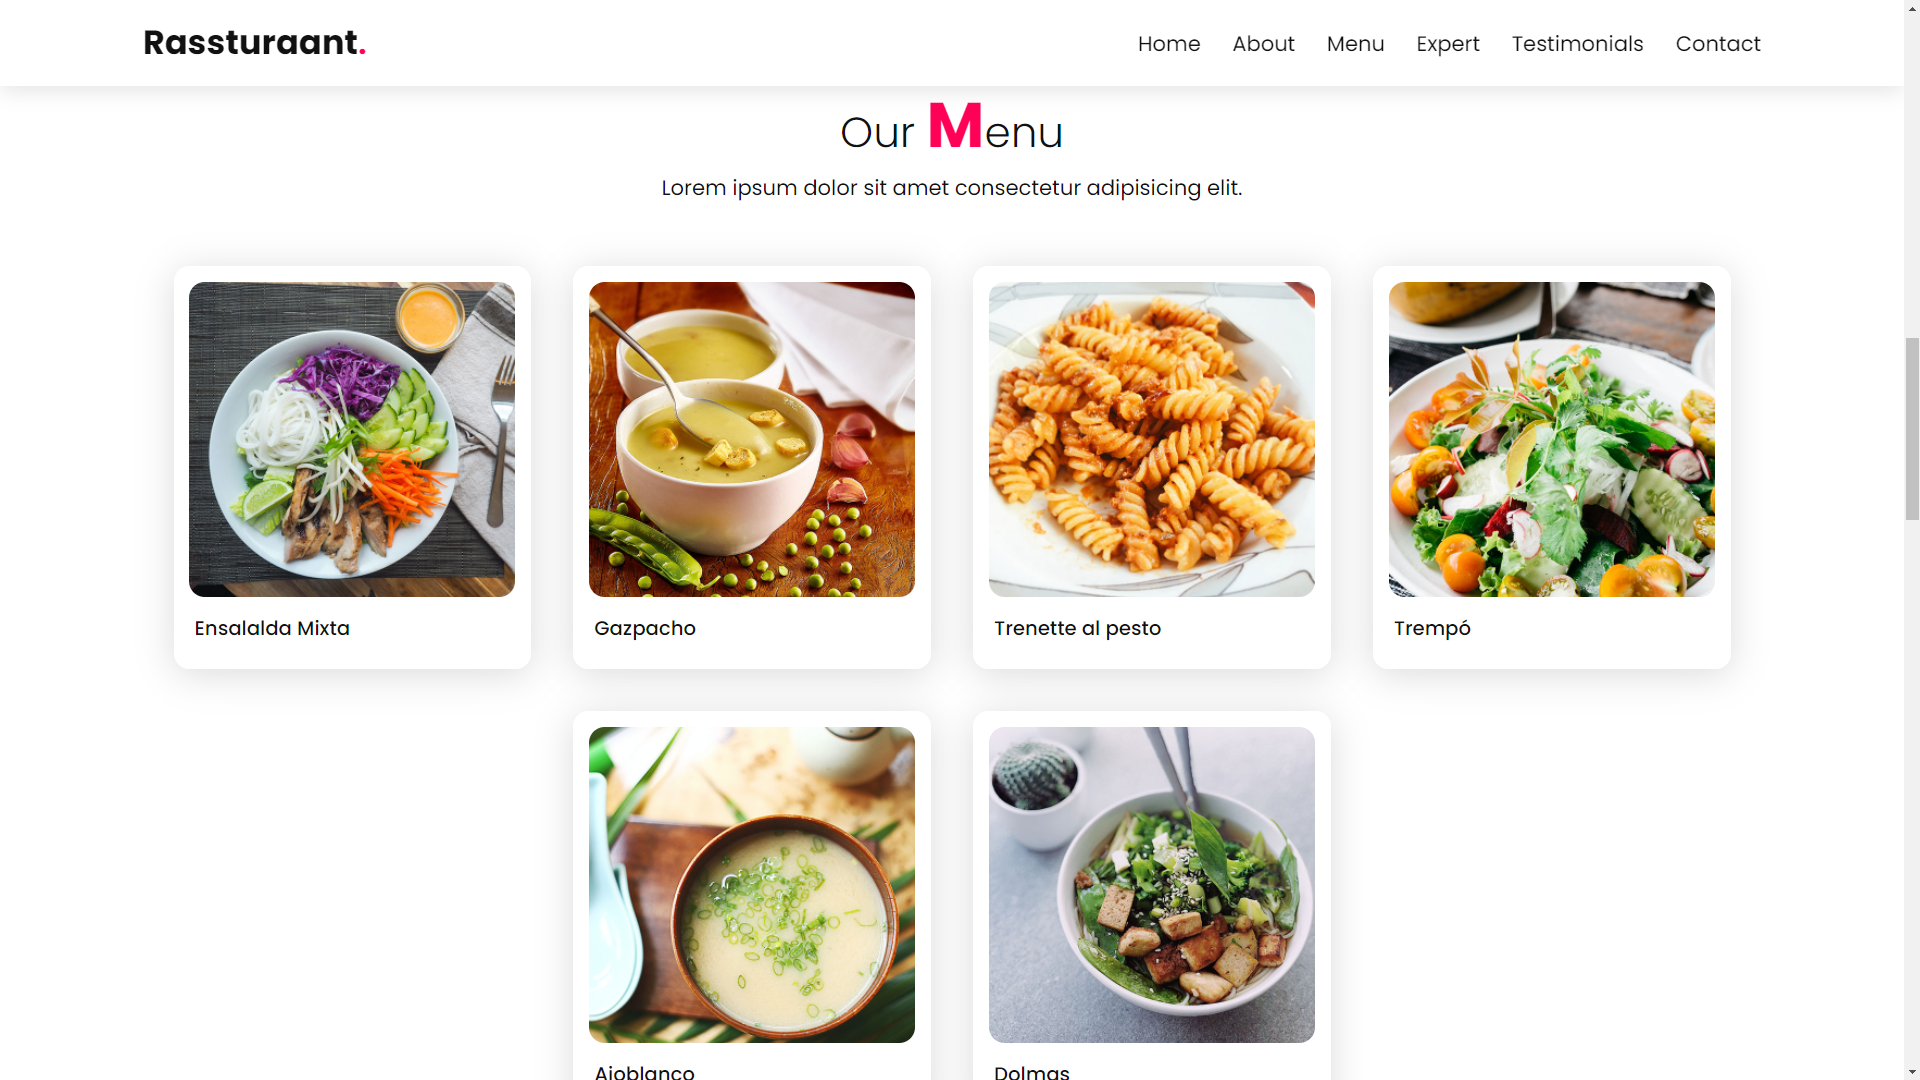 Rassturaant.
Home About Menu Expert Testimonials Contact
Our Menu
Lorem ipsum dolor sit amet consectetur adipisicing elit.
Ensalalda Mixta
Gazpacho
Trenette al pesto
Trempó
Ajoblanco
Dolmas